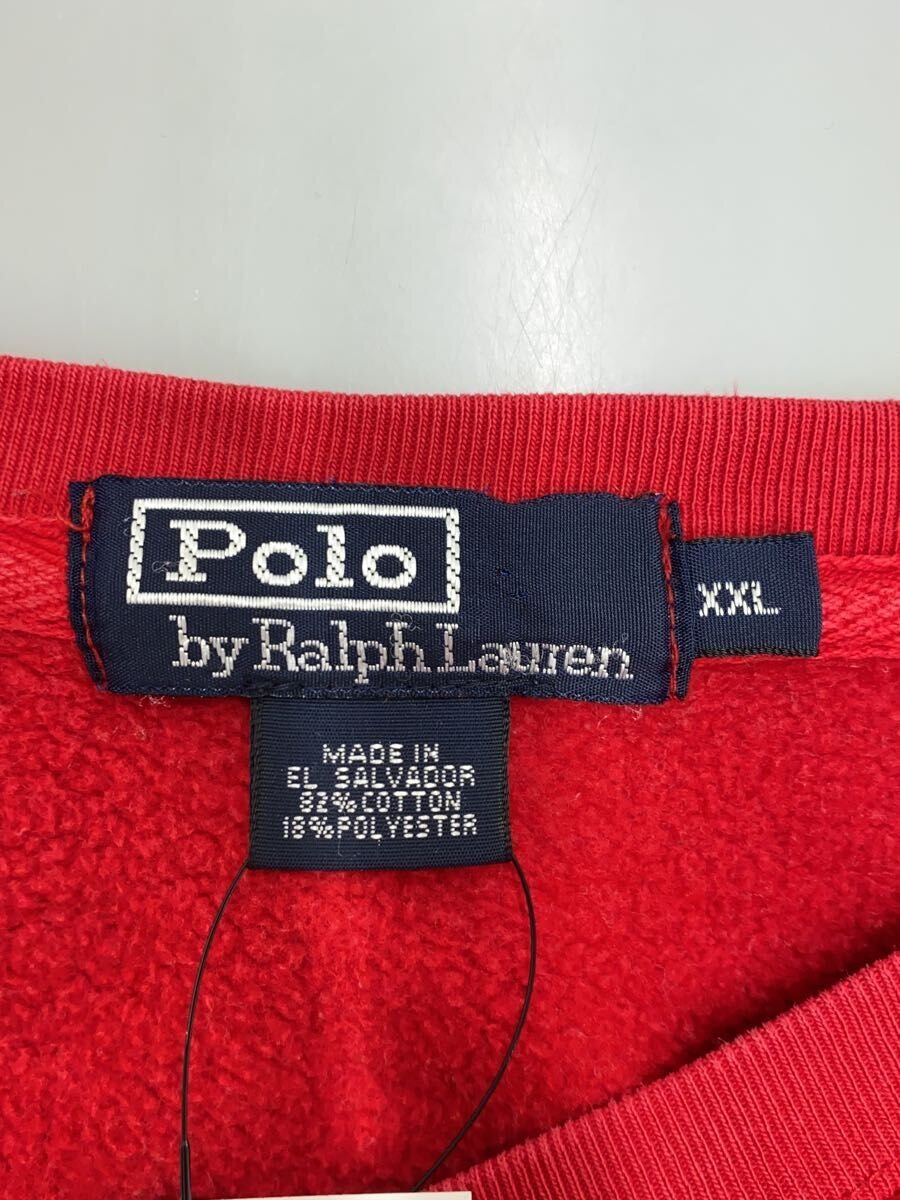 Polo
by Ralph Lauren
XXL
MADE IN
EL SALVADOR
82% COTTON
18% POLYESTER